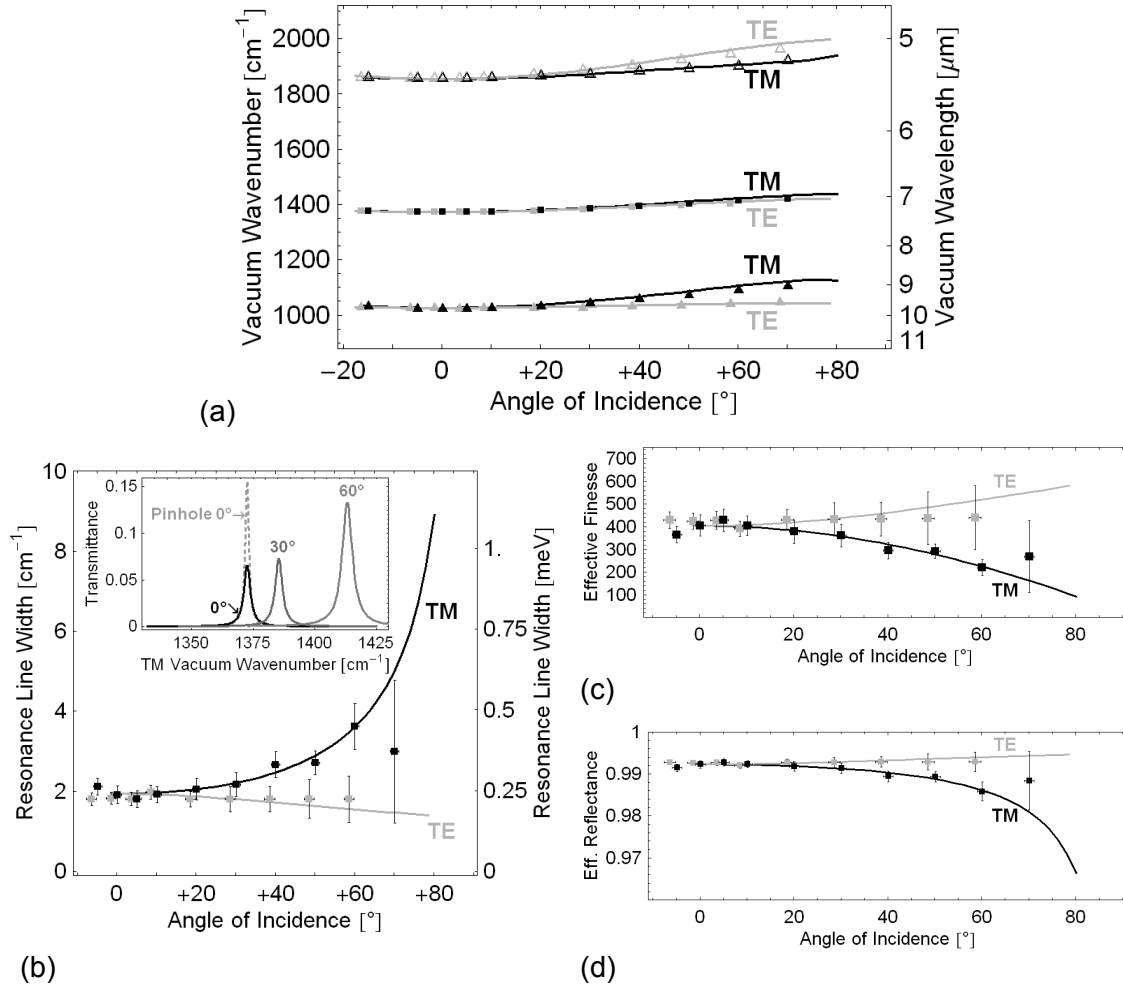 Vacuum Wavenumber [cm⁻¹]
2000
1800
1600
1400
1200
1000
TE
TM
TM
TE
TM
TE
5
6
7
8
9
10
11
Vacuum Wavelength [μm]
−20 0 +20 +40 +60 +80
Angle of Incidence [°]
(a)
Resonance Line Width [cm⁻¹]
10
8
6
4
2
0
Transmittance
0.15
0.1
0.05
0
Pinhole 0°
0°
30°
60°
1350 1375 1400 1425
TM Vacuum Wavenumber [cm⁻¹]
TM
TE
1.
0.75
0.5
0.25
0
Resonance Line Width [meV]
0 +20 +40 +60 +80
Angle of Incidence [°]
(b)
Effective Finesse
700
600
500
400
300
200
100
TE
TM
0 20 40 60 80
Angle of Incidence [°]
(c)
Eff. Reflectance
1
0.99
0.98
0.97
TE
TM
0 20 40 60 80
Angle of Incidence [°]
(d)